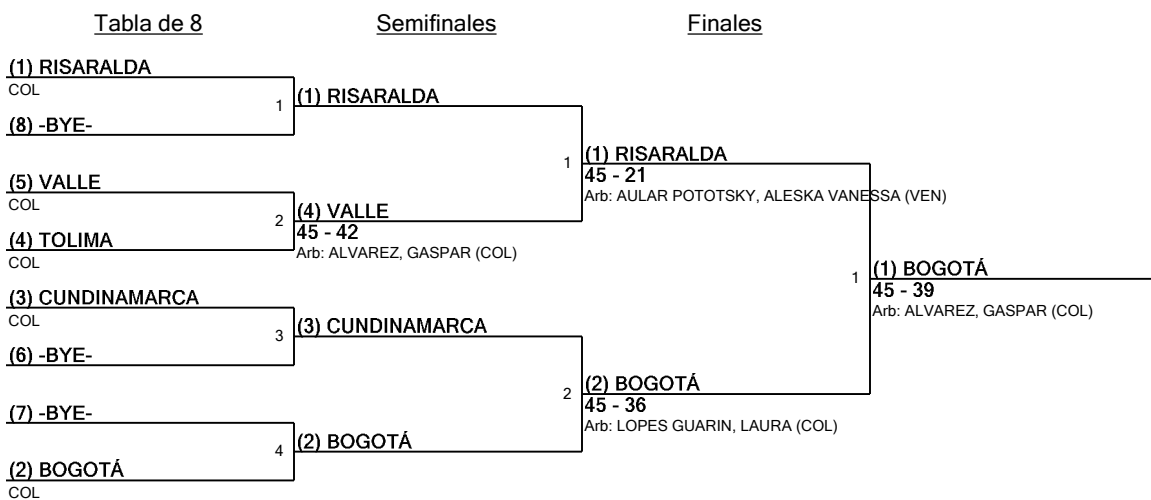 Tabla de 8
Semifinales
Finales
(1) RISARALDA
COL
1
(8) -BYE-
(5) VALLE
COL
2
(4) TOLIMA
COL
(3) CUNDINAMARCA
COL
3
(6) -BYE-
(7) -BYE-
4
(2) BOGOTÁ
COL
(1) RISARALDA
1
(4) VALLE
45 - 42
Arb: ALVAREZ, GASPAR (COL)
(3) CUNDINAMARCA
2
(2) BOGOTÁ
(1) RISARALDA
45 - 21
Arb: AULAR POTOTSKY, ALESKA VANESSA (VEN)
1
(2) BOGOTÁ
45 - 36
Arb: LOPES GUARIN, LAURA (COL)
(1) BOGOTÁ
45 - 39
Arb: ALVAREZ, GASPAR (COL)